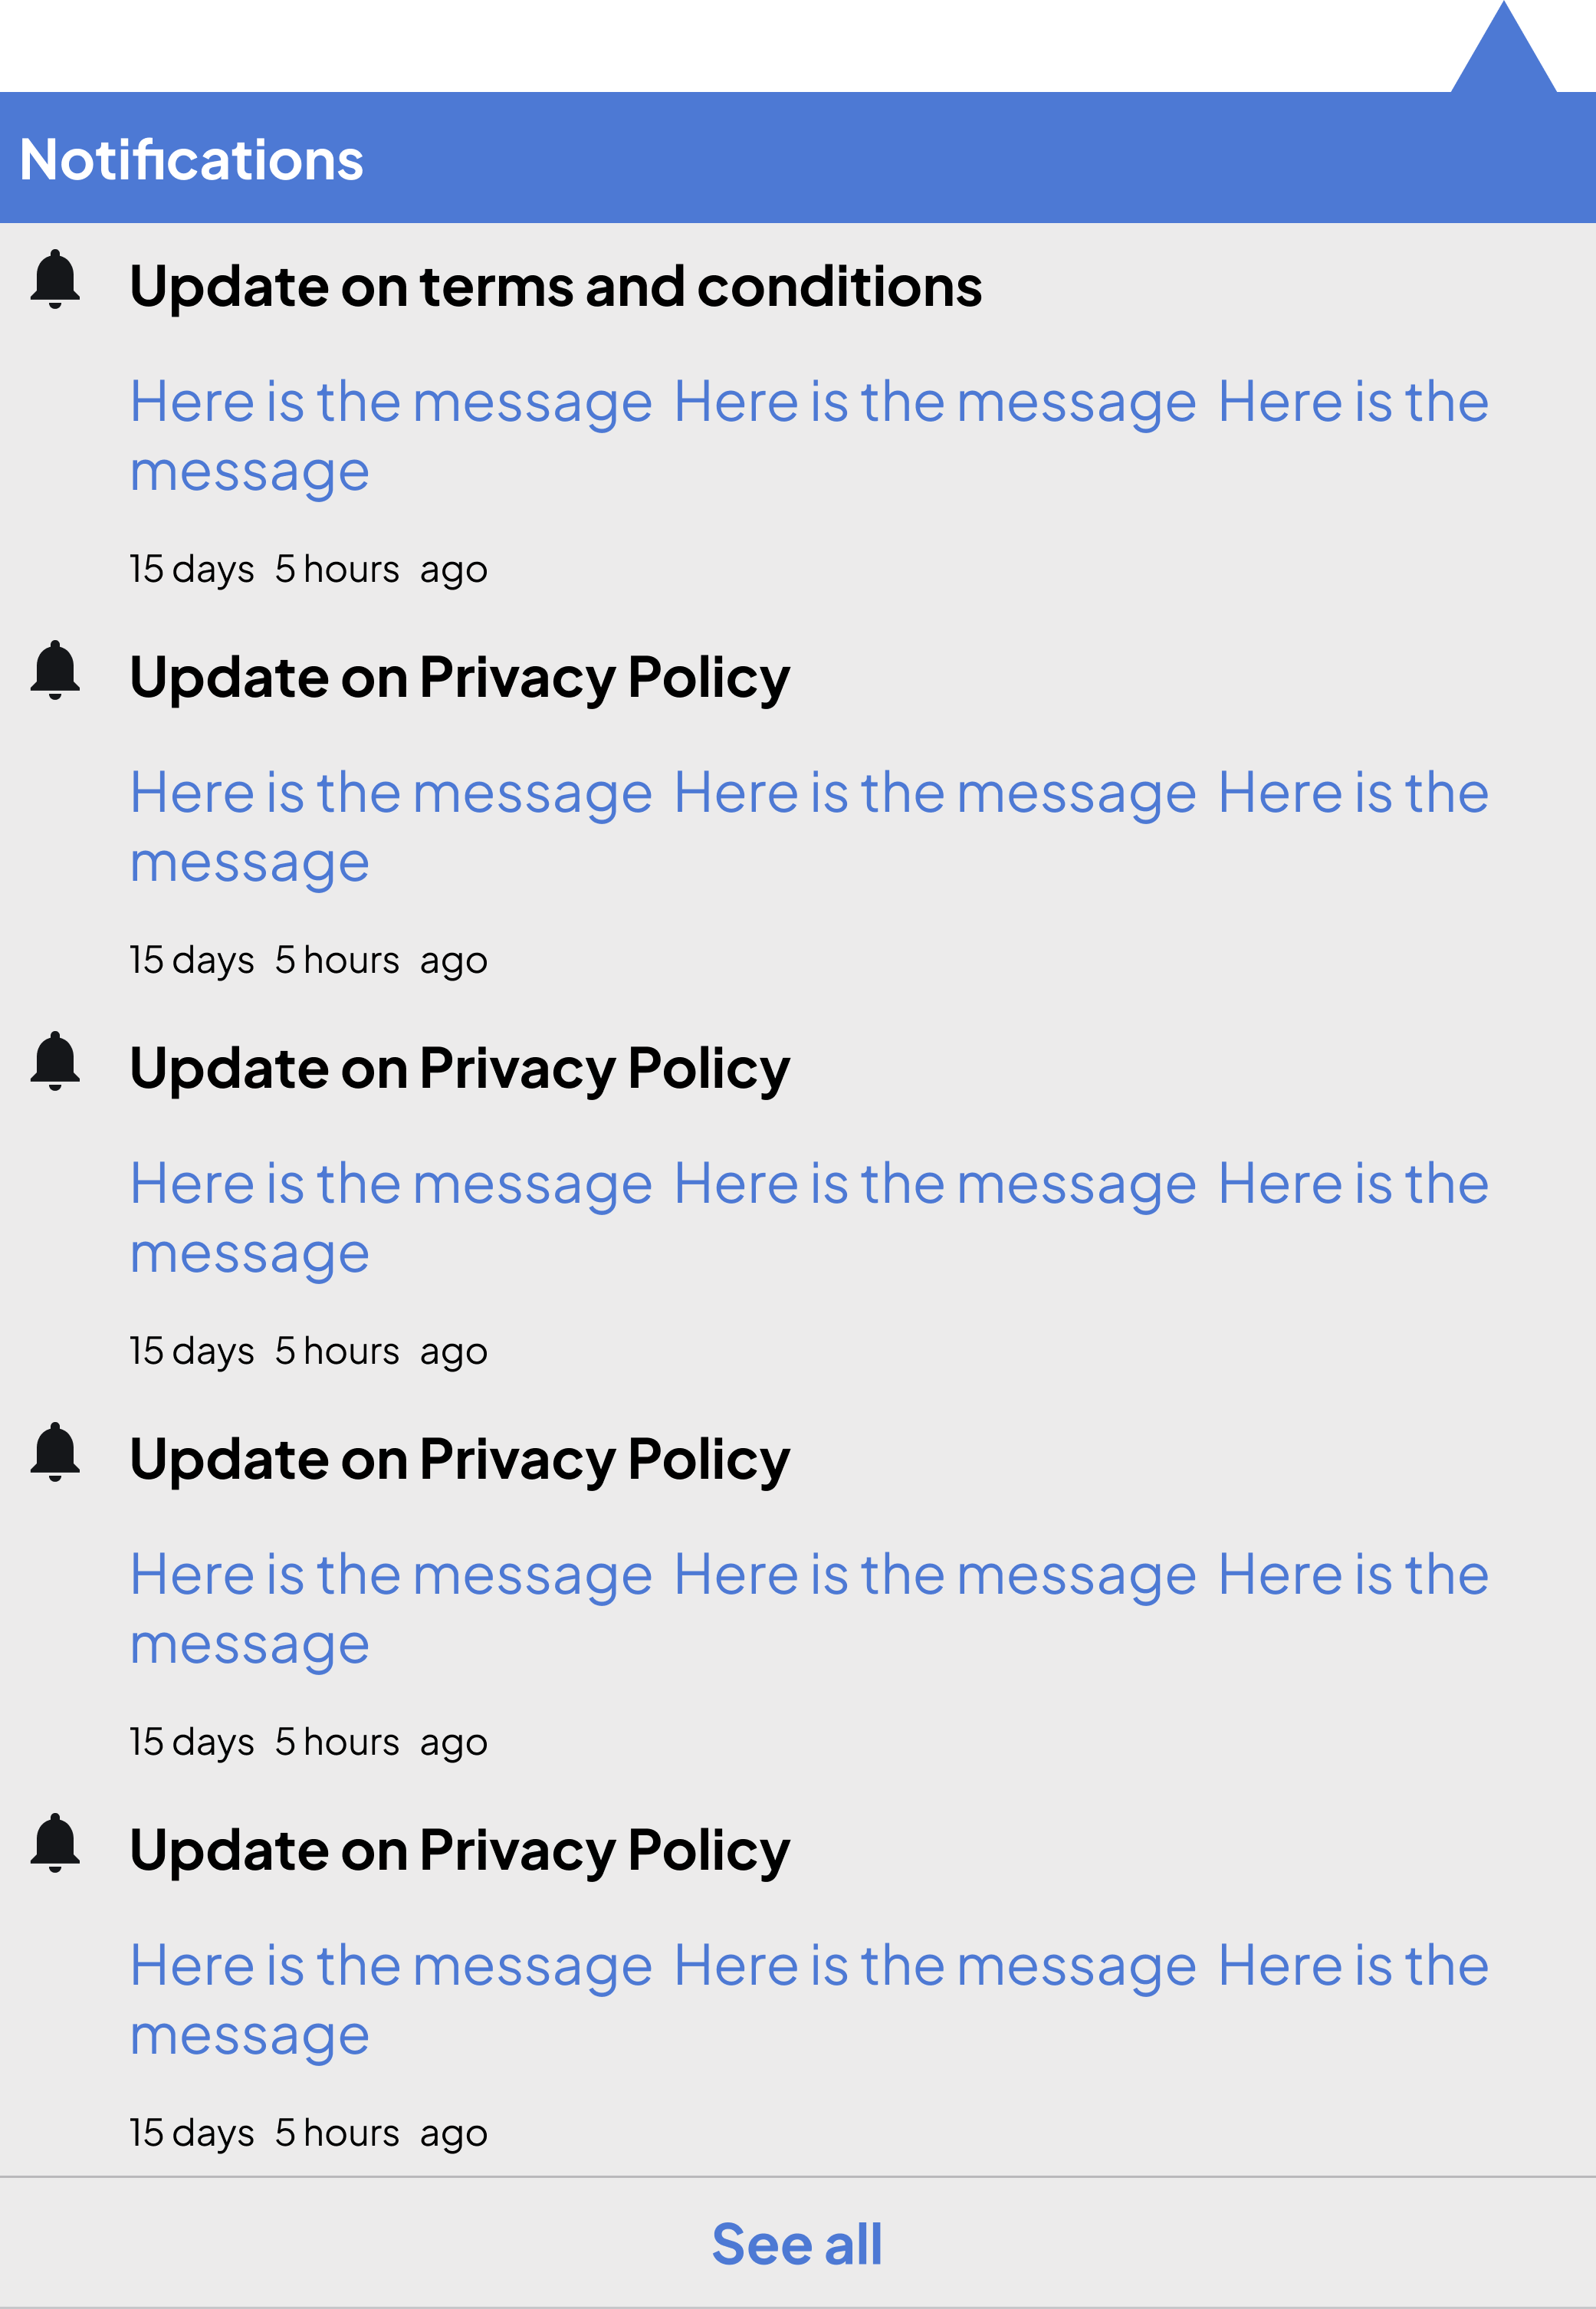 Notifications
Update on terms and conditions
Here is the message  Here is the message  Here is the
message
15 days  5 hours  ago
Update on Privacy Policy
Here is the message  Here is the message  Here is the
message
15 days  5 hours  ago
Update on Privacy Policy
Here is the message  Here is the message  Here is the
message
15 days  5 hours  ago
Update on Privacy Policy
Here is the message  Here is the message  Here is the
message
15 days  5 hours  ago
Update on Privacy Policy
Here is the message  Here is the message  Here is the
message
15 days  5 hours  ago
See all